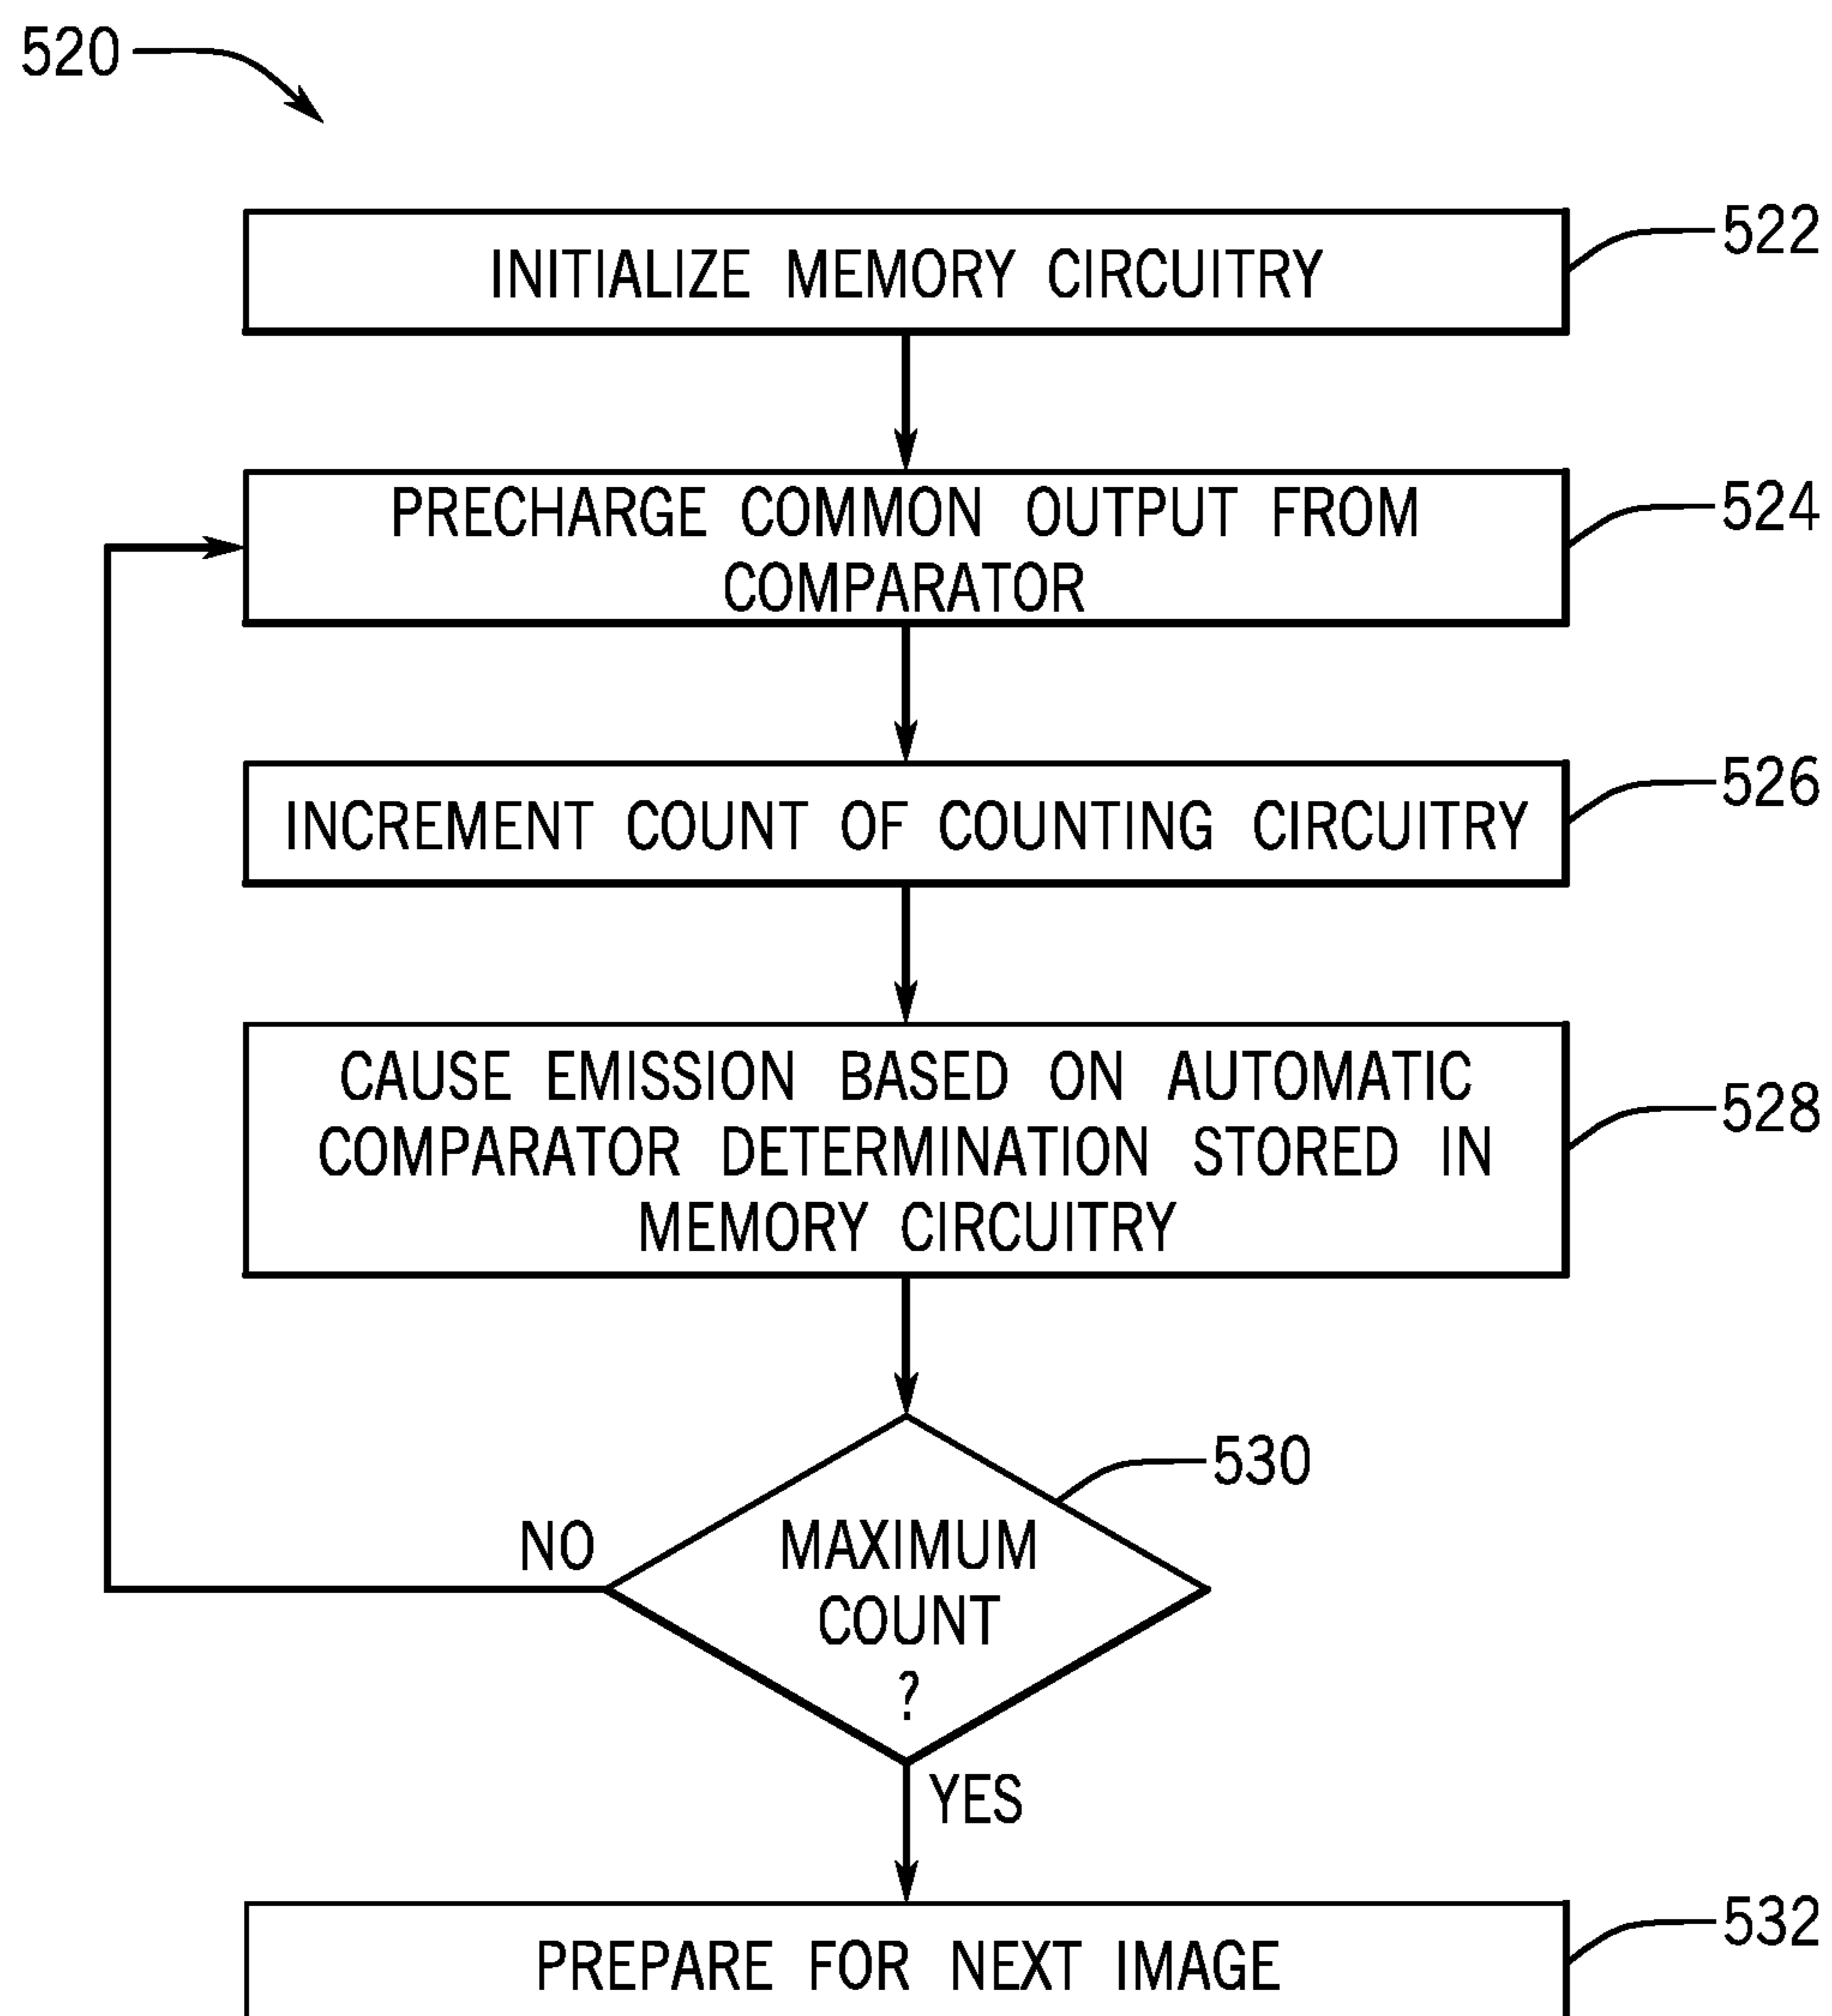 520
INITIALIZE MEMORY CIRCUITRY
522
PRECHARGE COMMON OUTPUT FROM
COMPARATOR
524
INCREMENT COUNT OF COUNTING CIRCUITRY
526
CAUSE EMISSION BASED ON AUTOMATIC
COMPARATOR DETERMINATION STORED IN
MEMORY CIRCUITRY
528
530
NO
MAXIMUM
COUNT
?
YES
PREPARE FOR NEXT IMAGE
532